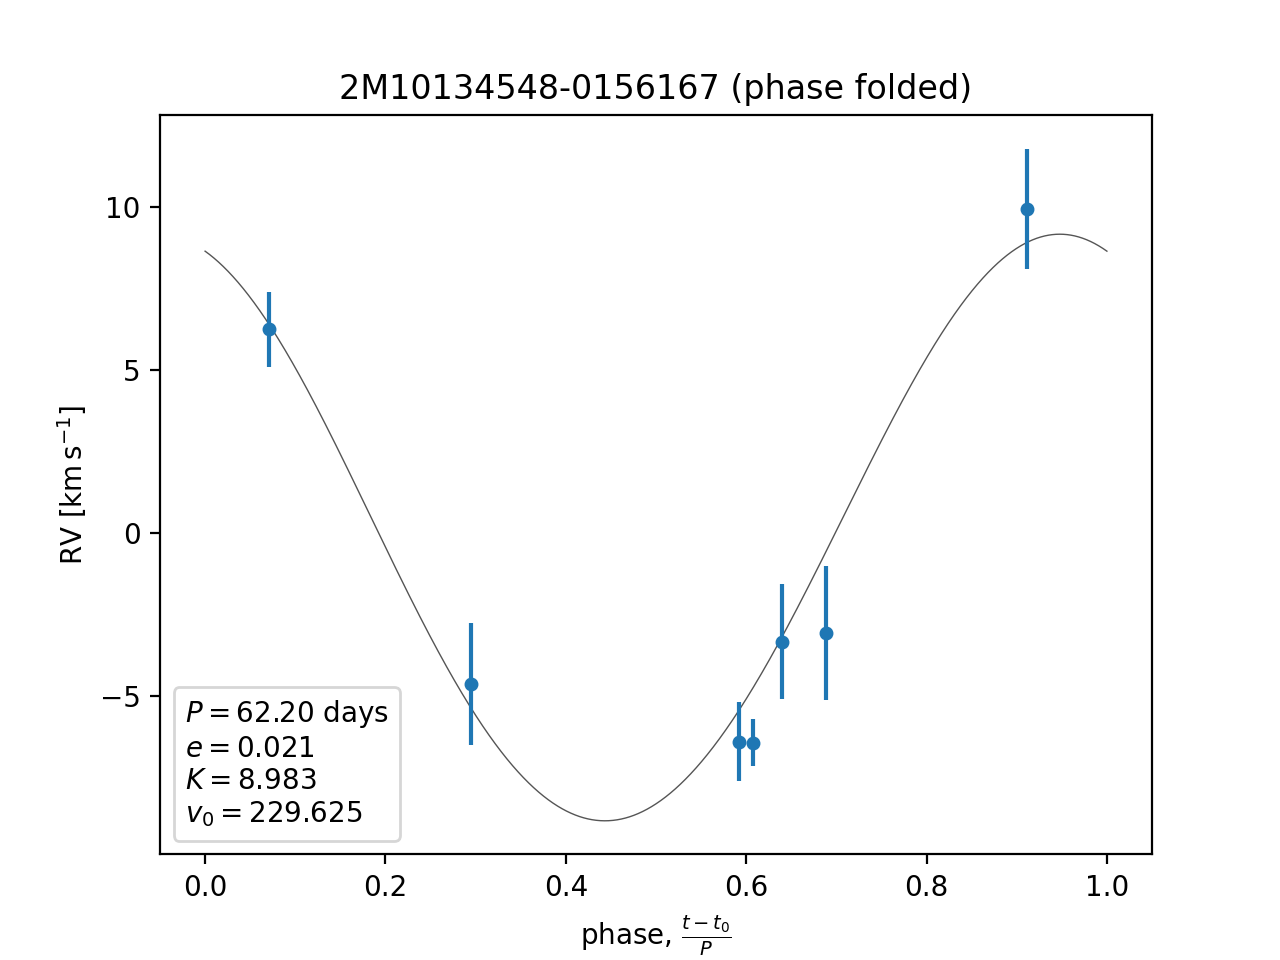 2M10134548-0156167 (phase folded)
RV [km s⁻¹]
10
5
0
−5
P = 62.20 days
e = 0.021
K = 8.983
v₀ = 229.625
0.0 0.2 0.4 0.6 0.8 1.0
phase, (t − t₀)/P